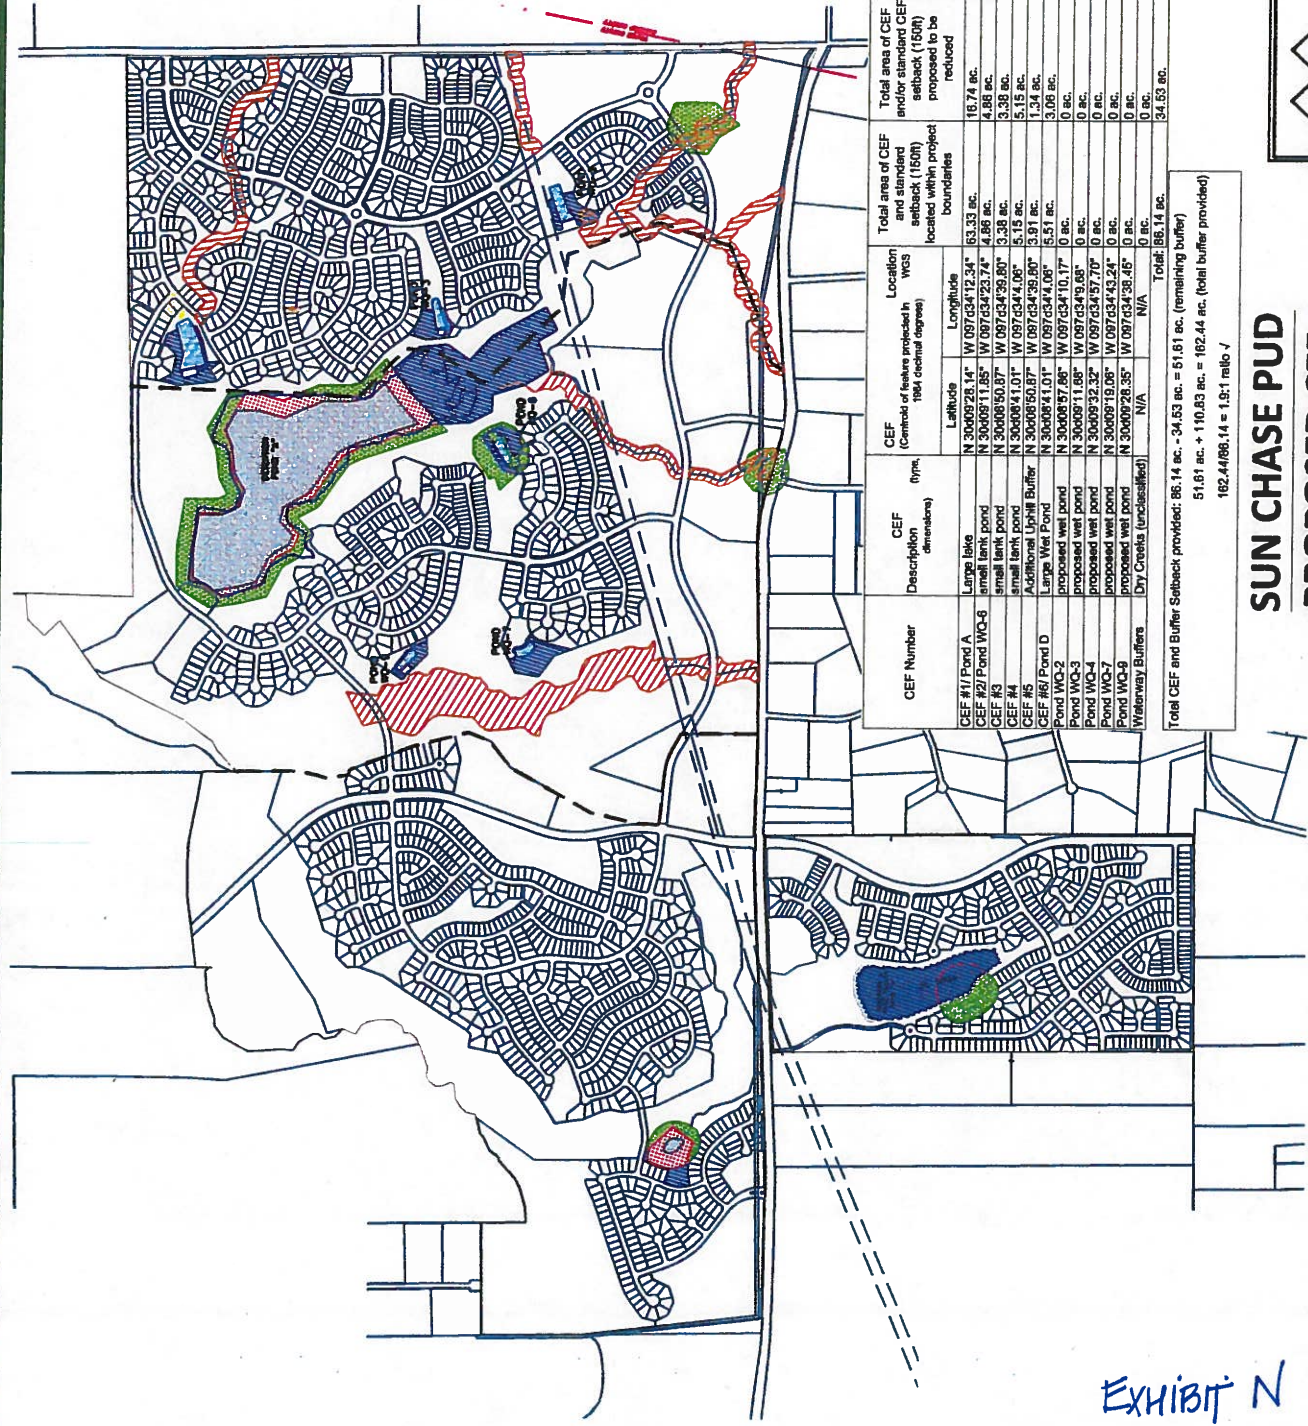 CEF Number | CEF Description (type, dimensions) | CEF Location (Centroid of feature projected in WGS 1984 decimal degrees) | Total area of CEF and standard setback (150ft) located within project boundaries | Total area of CEF and/or standard CEF setback (150ft) proposed to be reduced
Latitude | Longitude
CEF #1/ Pond A | Large lake | N 30d09'28.14" | W 097d34'12.34" | 63.33 ac. | 16.74 ac.
CEF #2/ Pond WQ-6 | small tank pond | N 30d09'11.85" | W 097d34'23.74" | 4.86 ac. | 4.86 ac.
CEF #3 | small tank pond | N 30d08'50.87" | W 097d34'39.80" | 3.38 ac. | 3.38 ac.
CEF #4 | small tank pond | N 30d08'41.01" | W 097d34'4.06" | 5.15 ac. | 5.15 ac.
CEF #5 | Additional Uphill Buffer | N 30d08'50.87" | W 097d34'39.80" | 3.91 ac. | 1.34 ac.
CEF #6/ Pond D | Large Wet Pond | N 30d08'41.01" | W 097d34'4.06" | 5.51 ac. | 3.06 ac.
Pond WQ-2 | proposed wet pond | N 30d08'57.86" | W 097d34'10.17" | 0 ac. | 0 ac.
Pond WQ-3 | proposed wet pond | N 30d09'11.68" | W 097d34'9.68" | 0 ac. | 0 ac.
Pond WQ-4 | proposed wet pond | N 30d09'32.32" | W 097d34'57.70" | 0 ac. | 0 ac.
Pond WQ-7 | proposed wet pond | N 30d09'19.06" | W 097d34'43.24" | 0 ac. | 0 ac.
Pond WQ-9 | proposed wet pond | N 30d09'28.35" | W 097d34'38.46" | 0 ac. | 0 ac.
Waterway Buffers | Dry Creeks (unclassified) | N/A | N/A | 0 ac. | 0 ac.
Total: 86.14 ac. | 34.53 ac.
Total CEF and Buffer Setback provided: 86.14 ac. - 34.53 ac. = 51.61 ac. (remaining buffer)
51.61 ac. + 110.83 ac. = 162.44 ac. (total buffer provided)
162.44/86.14 = 1.9:1 ratio √
SUN CHASE PUD
EXHIBIT N